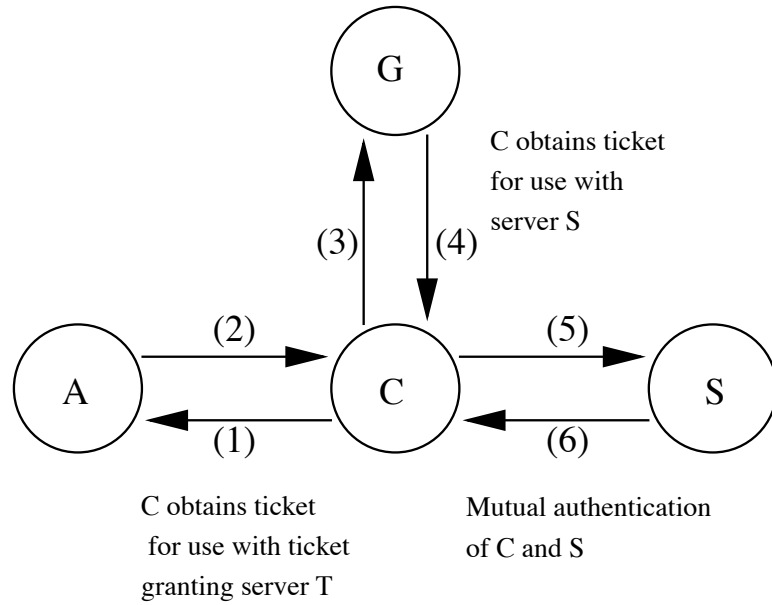 G
C obtains ticket
for use with
server S
(3)
(4)
(2)
(5)
A
C
S
(1)
(6)
C obtains ticket
for use with ticket
granting server T
Mutual authentication
of C and S